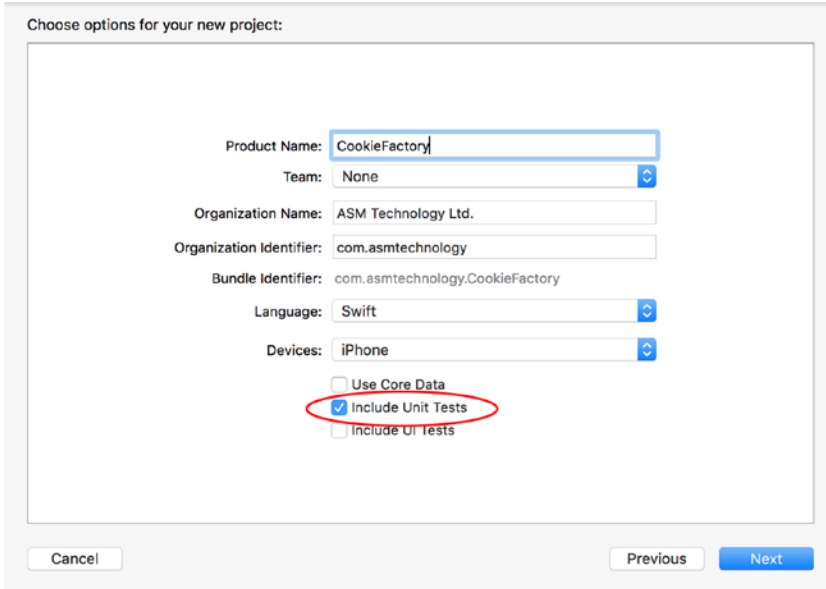 Choose options for your new project:
Product Name: CookieFactory
Team: None
Organization Name: ASM Technology Ltd.
Organization Identifier: com.asmtechnology
Bundle Identifier: com.asmtechnology.CookieFactory
Language: Swift
Devices: iPhone
Use Core Data
Include Unit Tests
Include UI Tests
Cancel Previous Next